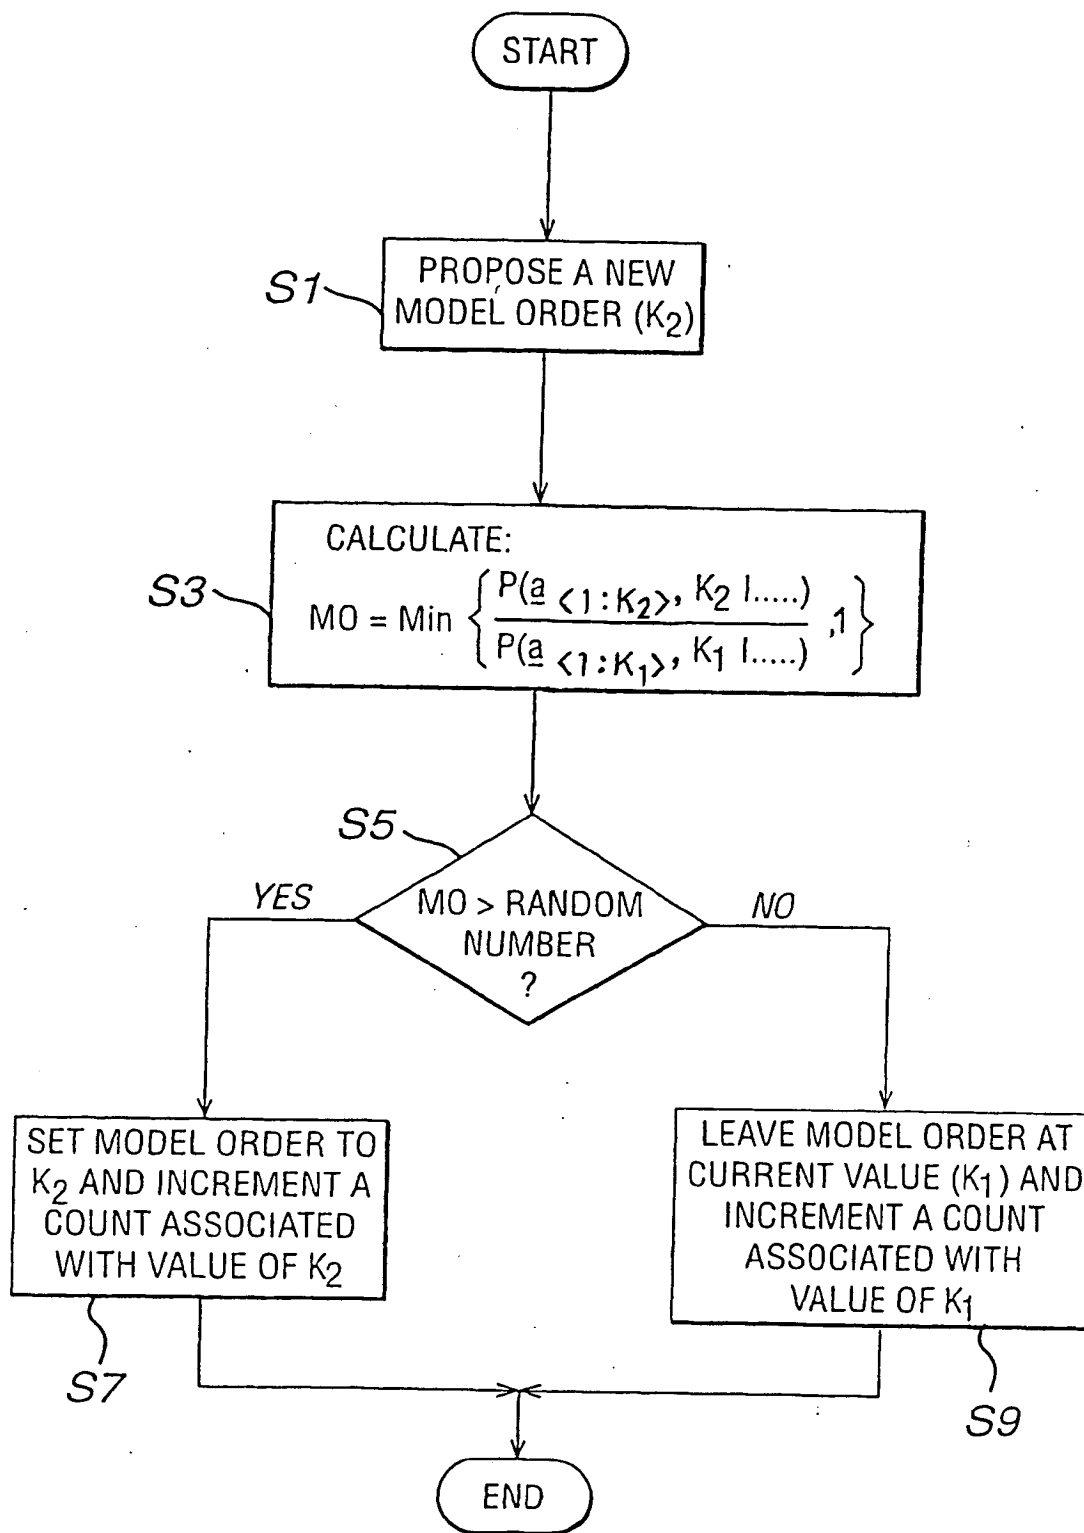 START
S1
PROPOSE A NEW
MODEL ORDER (K2)
S3
CALCULATE:
MO = Min { P(a <1:K2>, K2 |.....) / P(a <1:K1>, K1 |.....) ,1 }
S5
YES
MO > RANDOM
NUMBER
?
NO
SET MODEL ORDER TO
K2 AND INCREMENT A
COUNT ASSOCIATED
WITH VALUE OF K2
S7
LEAVE MODEL ORDER AT
CURRENT VALUE (K1) AND
INCREMENT A COUNT
ASSOCIATED WITH
VALUE OF K1
S9
END